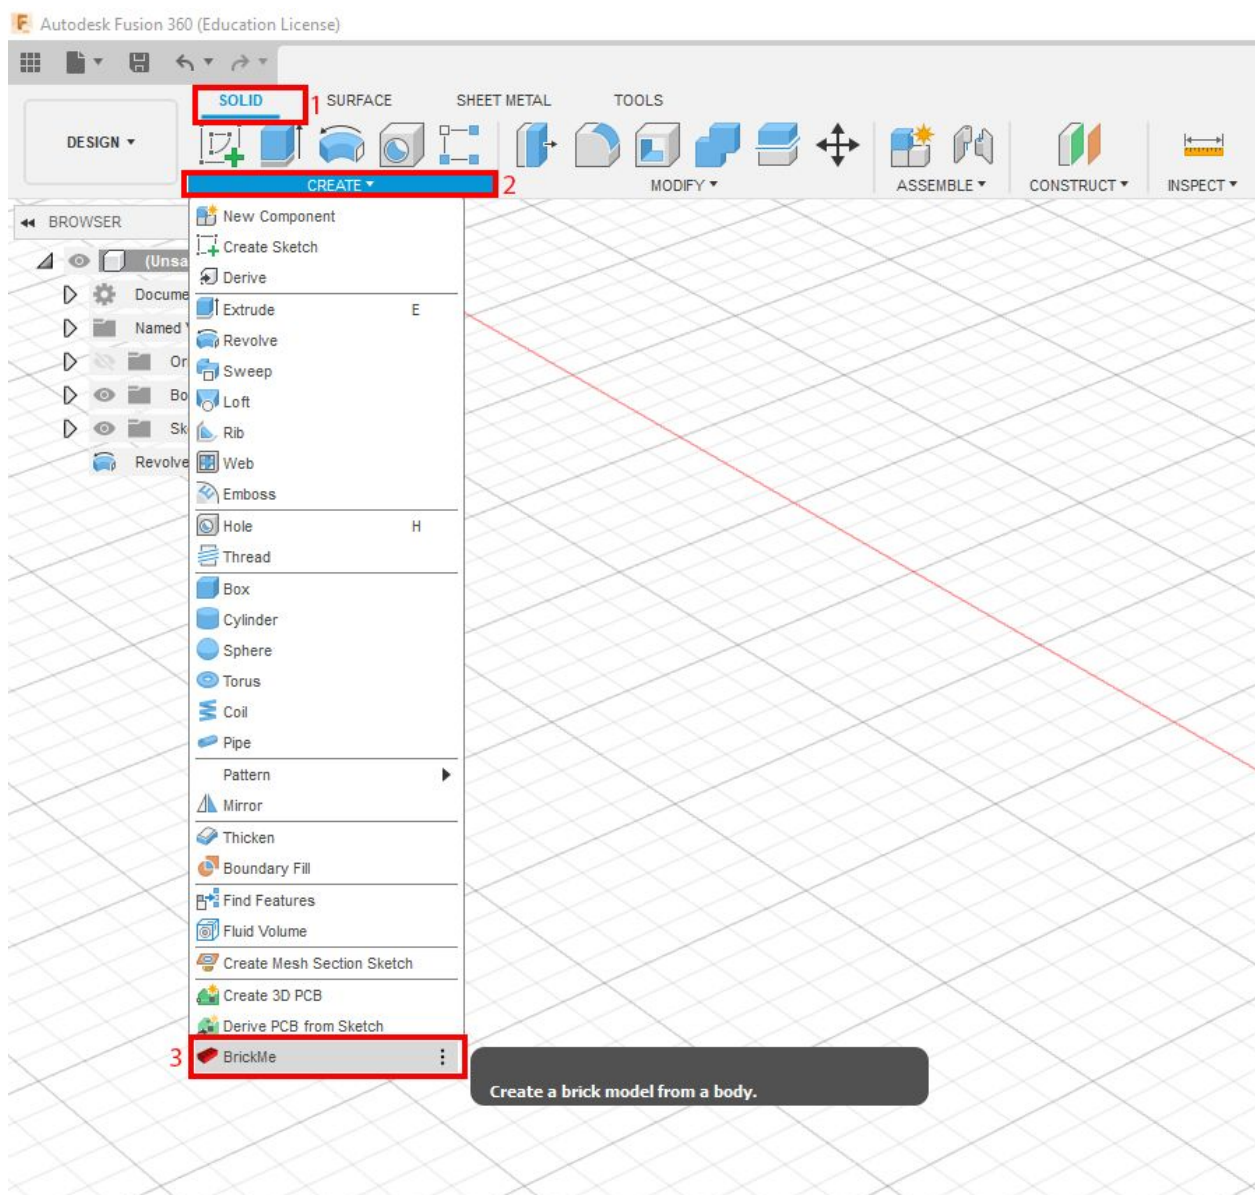 Autodesk Fusion 360 (Education License)
SOLID 1 SURFACE SHEET METAL TOOLS
DESIGN
CREATE 2 MODIFY ASSEMBLE CONSTRUCT INSPECT
BROWSER
(Unsa
Docume
Named
Or
Bo
Sk
Revolve
New Component
Create Sketch
Derive
Extrude E
Revolve
Sweep
Loft
Rib
Web
Emboss
Hole H
Thread
Box
Cylinder
Sphere
Torus
Coil
Pipe
Pattern
Mirror
Thicken
Boundary Fill
Find Features
Fluid Volume
Create Mesh Section Sketch
Create 3D PCB
Derive PCB from Sketch
3 BrickMe
Create a brick model from a body.